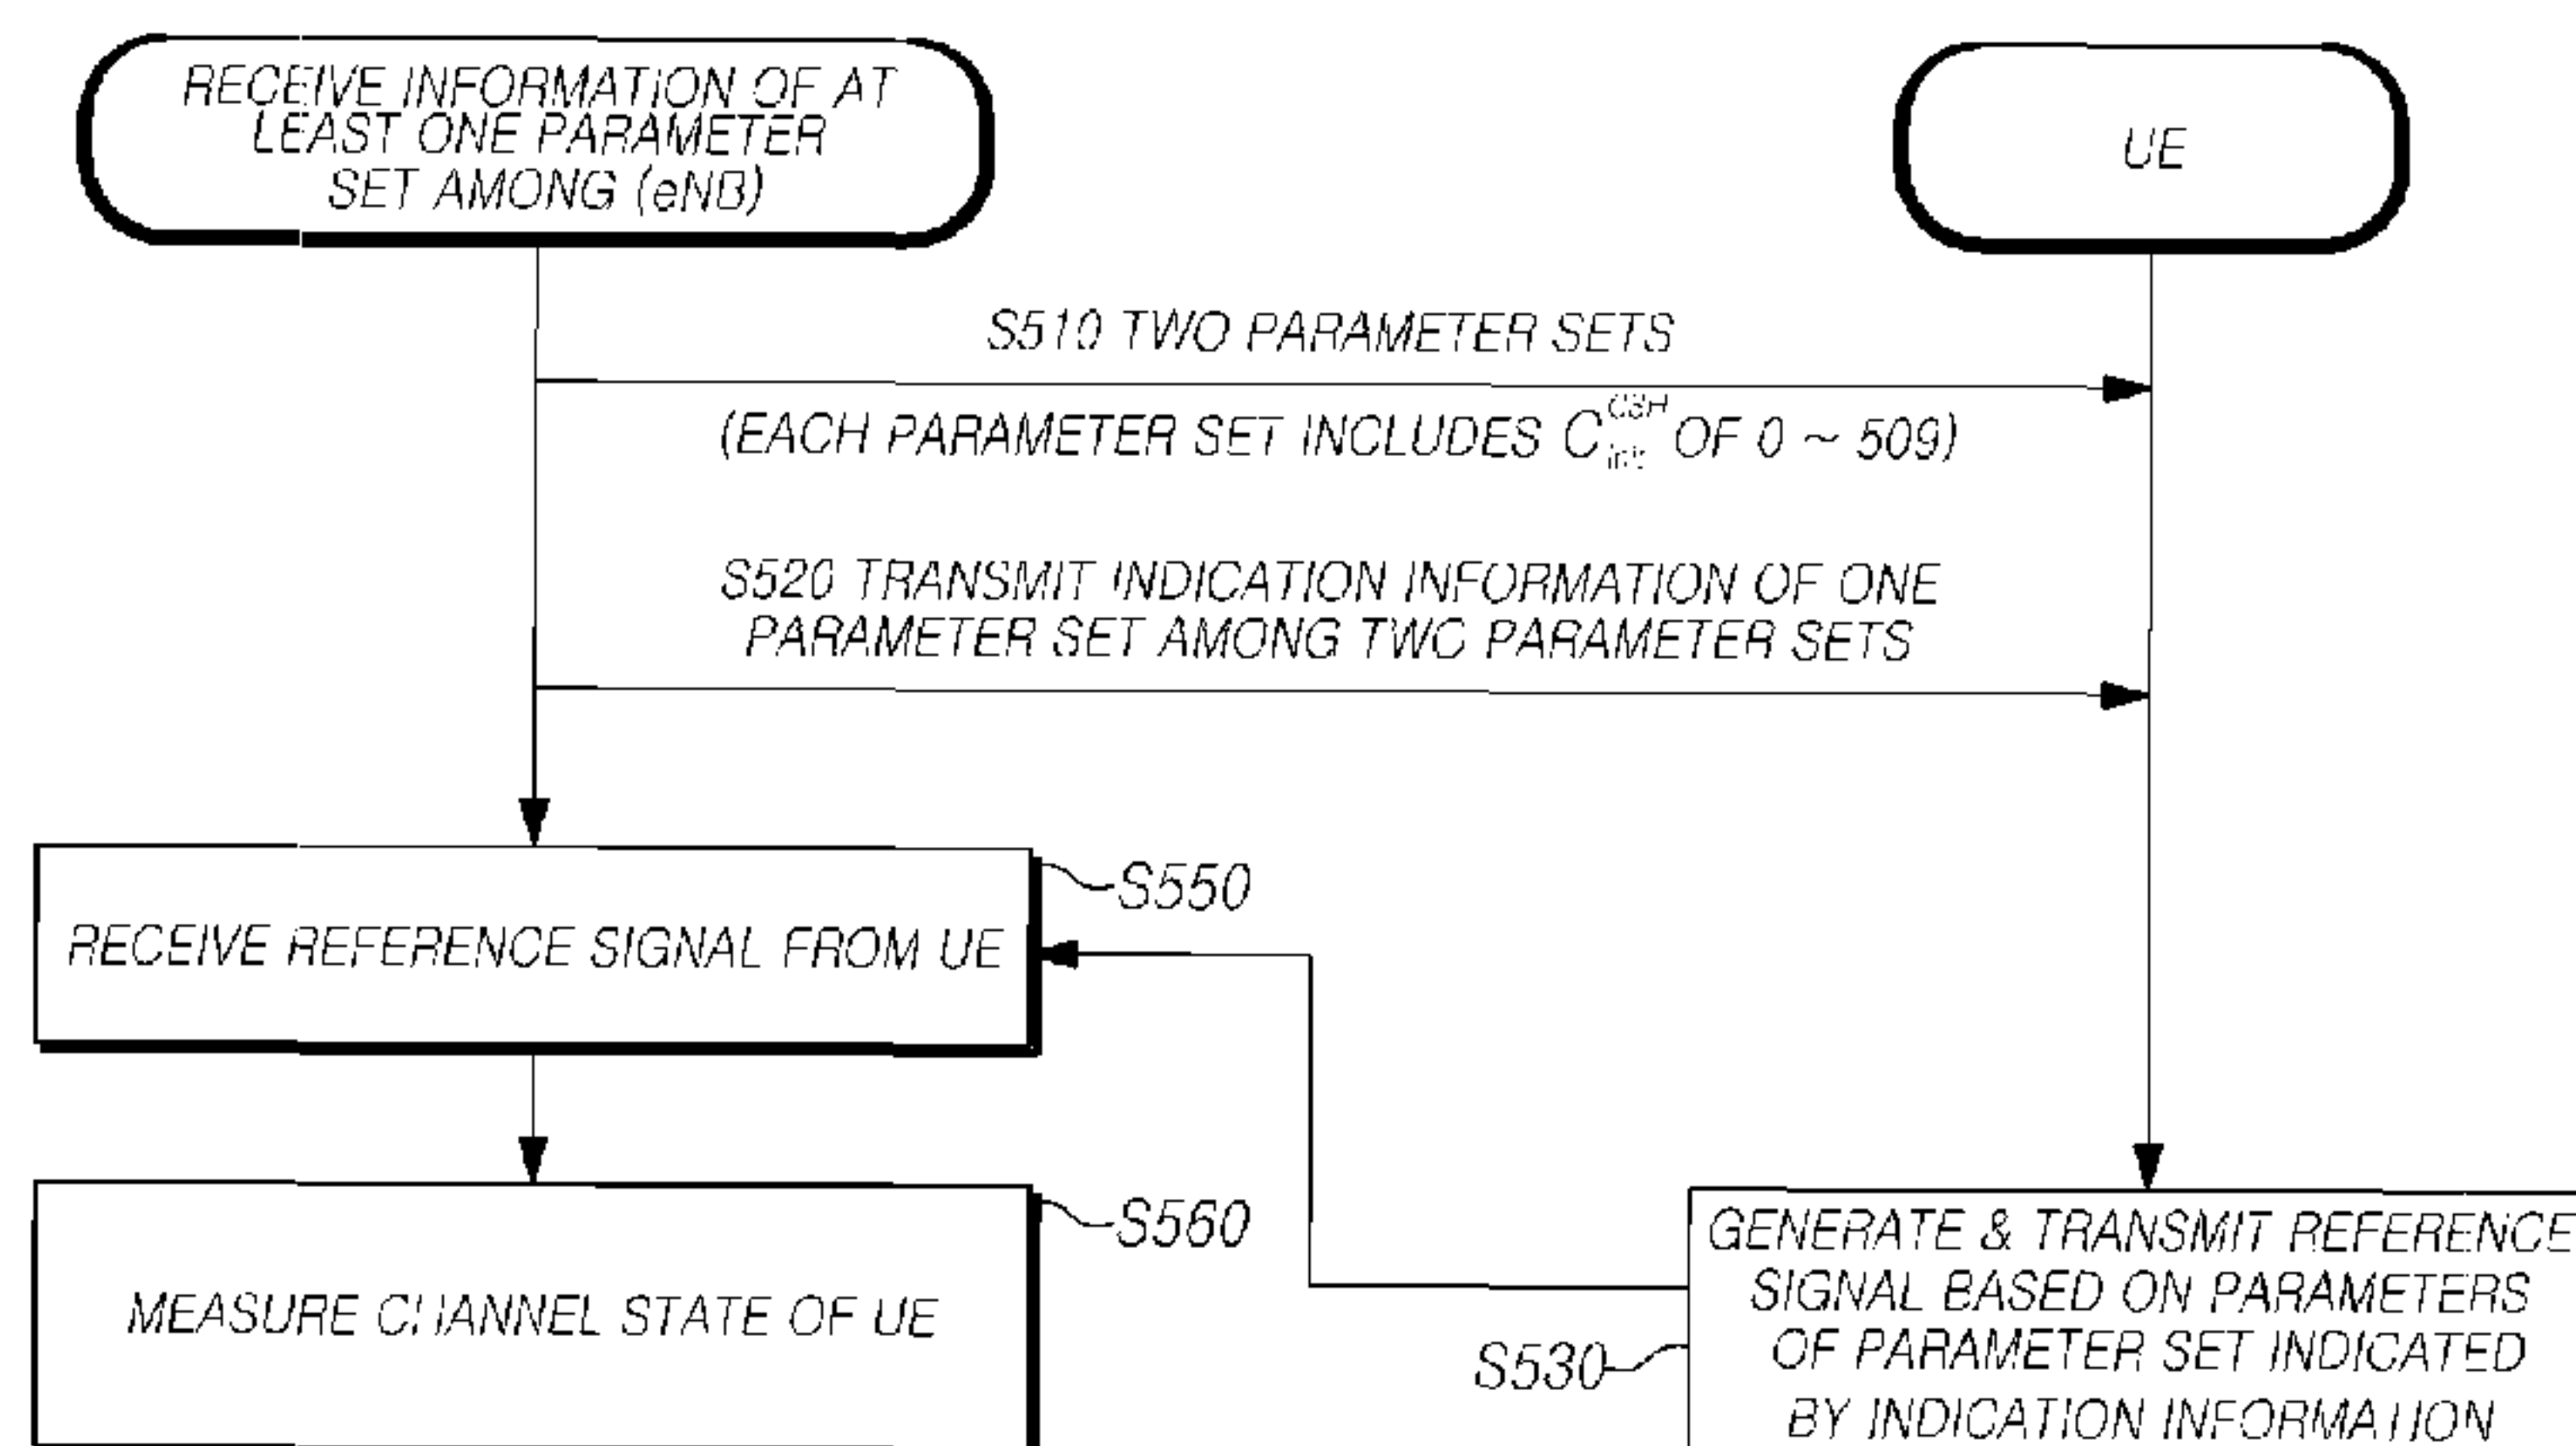 RECEIVE INFORMATION OF AT
LEAST ONE PARAMETER
SET AMONG (eNB)
UE
S510 TWO PARAMETER SETS
(EACH PARAMETER SET INCLUDES C OF 0 ~ 509)
S520 TRANSMIT INDICATION INFORMATION OF ONE
PARAMETER SET AMONG TWO PARAMETER SETS
S550
RECEIVE REFERENCE SIGNAL FROM UE
S560
MEASURE CHANNEL STATE OF UE
GENERATE & TRANSMIT REFERENCE
SIGNAL BASED ON PARAMETERS
OF PARAMETER SET INDICATED
BY INDICATION INFORMATION
S530